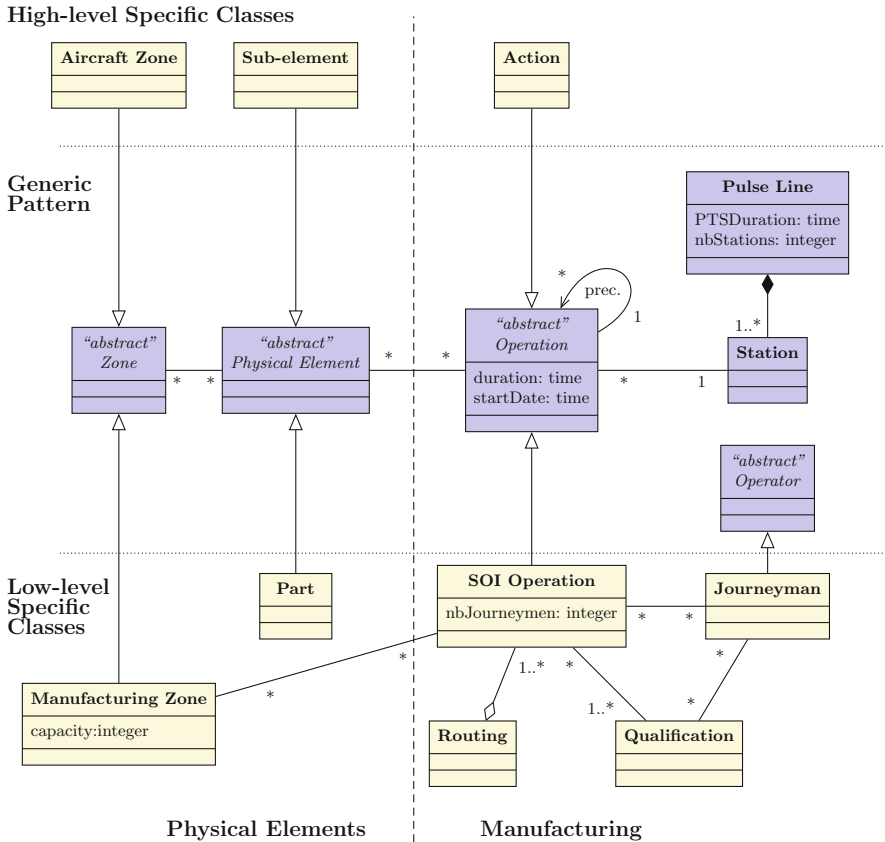 High-level Specific Classes
Aircraft Zone
Sub-element
Action
Generic
Pattern
Pulse Line
PTSDuration: time
nbStations: integer
*
prec.
1
1..*
“abstract”
Zone
“abstract”
Physical Element
“abstract”
Operation
duration: time
startDate: time
Station
*
*
*
*
*
1
“abstract”
Operator
Low-level
Specific
Classes
Part
SOI Operation
nbJourneymen: integer
Journeyman
*
*
*
*
1..*
*
*
1..*
*
Manufacturing Zone
capacity:integer
Routing
Qualification
Physical Elements
Manufacturing